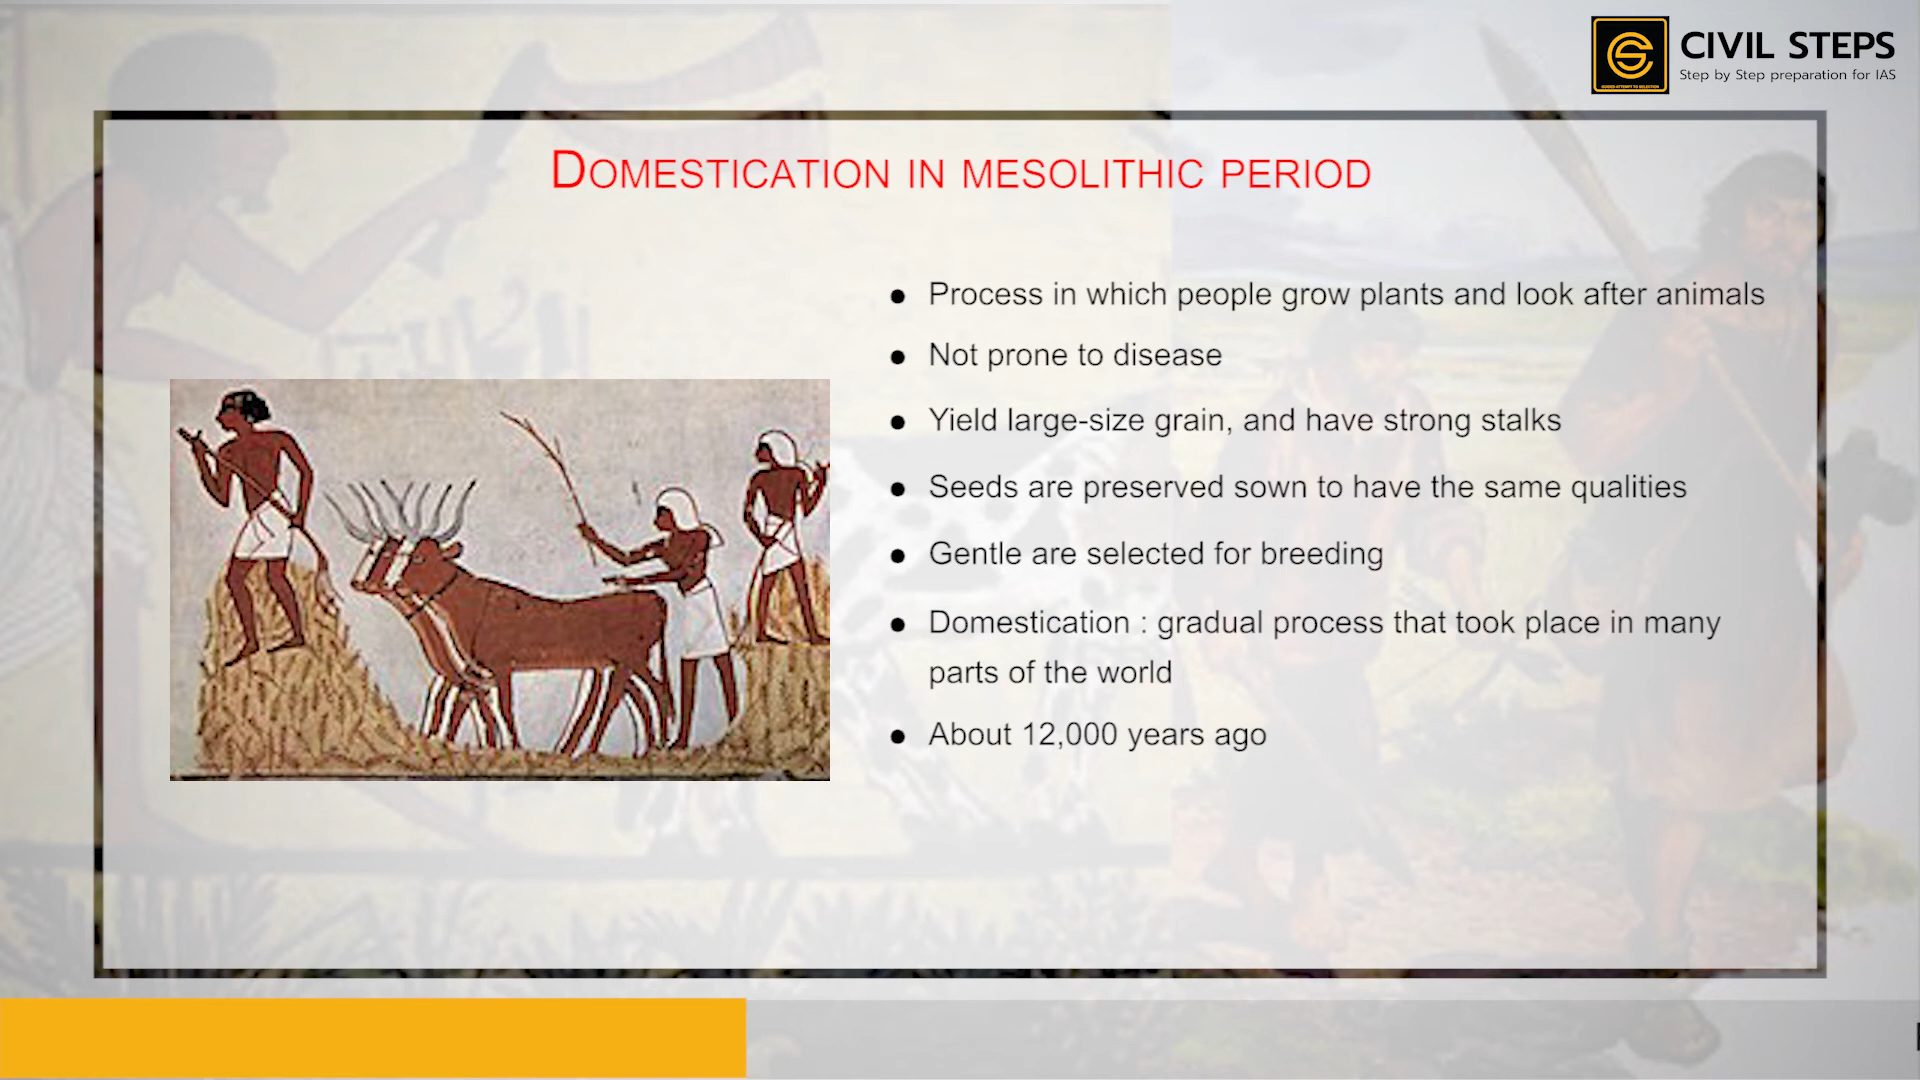 CIVIL STEPS
Step by Step preparation for IAS
DOMESTICATION IN MESOLITHIC PERIOD
● Process in which people grow plants and look after animals
● Not prone to disease
● Yield large-size grain, and have strong stalks
● Seeds are preserved sown to have the same qualities
● Gentle are selected for breeding
● Domestication : gradual process that took place in many
parts of the world
● About 12,000 years ago